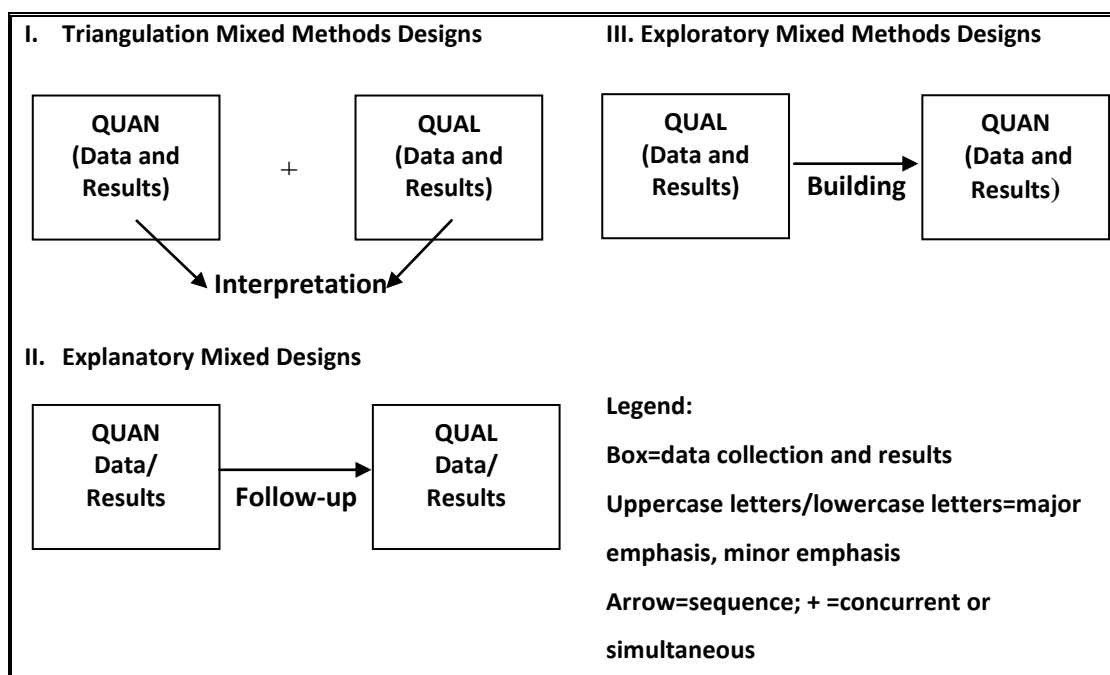 I. Triangulation Mixed Methods Designs
QUAN
(Data and
Results)
+
QUAL
(Data and
Results)
Interpretation
II. Explanatory Mixed Designs
QUAN
Data/
Results
Follow-up
QUAL
Data/
Results
III. Exploratory Mixed Methods Designs
QUAL
(Data and
Results)
Building
QUAN
(Data and
Results)
Legend:
Box=data collection and results
Uppercase letters/lowercase letters=major
emphasis, minor emphasis
Arrow=sequence; + =concurrent or
simultaneous